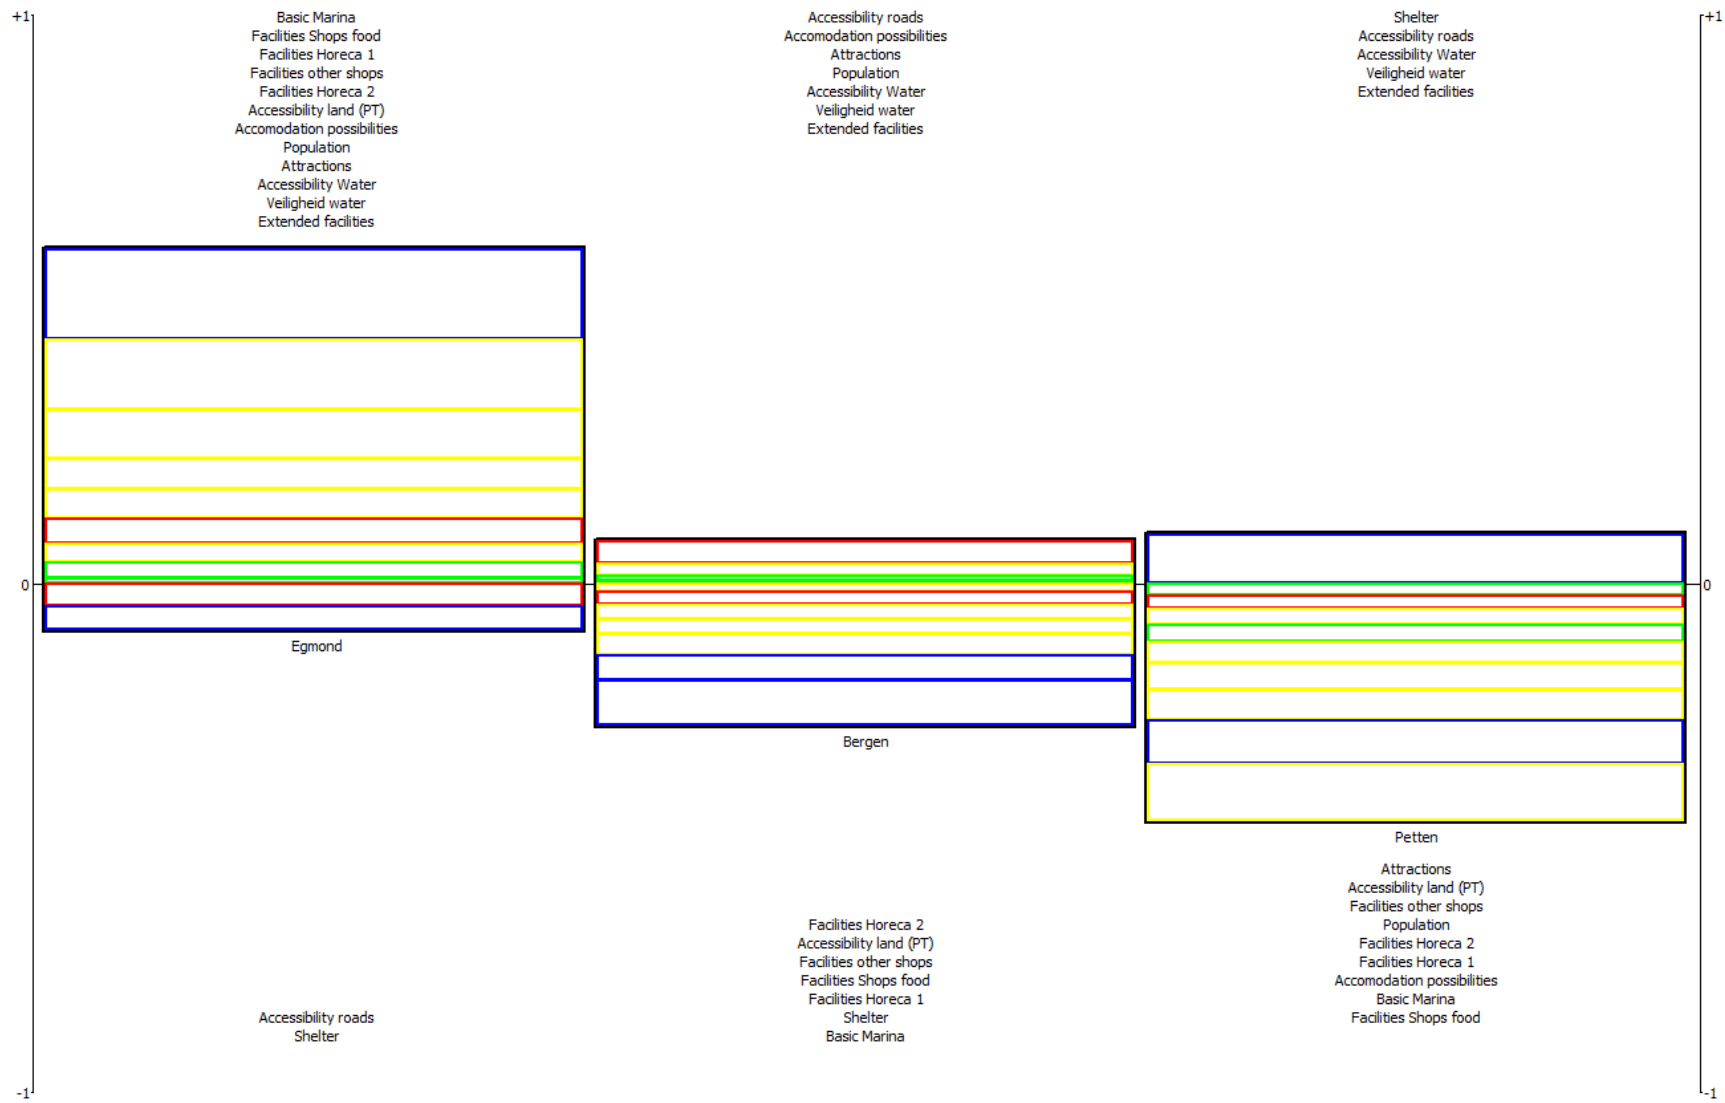 +1
Basic Marina
Facilities Shops food
Facilities Horeca 1
Facilities other shops
Facilities Horeca 2
Accessibility land (PT)
Accomodation possibilities
Population
Attractions
Accessibility Water
Veiligheid water
Extended facilities
Accessibility roads
Accomodation possibilities
Attractions
Population
Accessibility Water
Veiligheid water
Extended facilities
Shelter
Accessibility roads
Accessibility Water
Veiligheid water
Extended facilities
+1
0
0
Egmond
Accessibility roads
Shelter
Bergen
Facilities Horeca 2
Accessibility land (PT)
Facilities other shops
Facilities Shops food
Facilities Horeca 1
Shelter
Basic Marina
Petten
Attractions
Accessibility land (PT)
Facilities other shops
Population
Facilities Horeca 2
Facilities Horeca 1
Accomodation possibilities
Basic Marina
Facilities Shops food
-1
-1